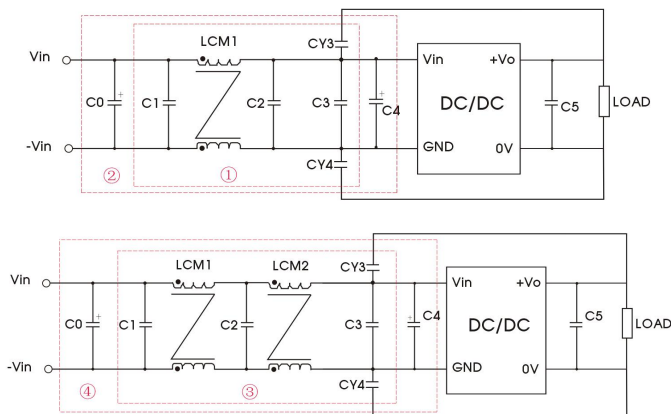 LCM1
CY3
Vin
Vin
+Vo
C0
+
C1
C2
C3
+
C4
DC/DC
C5
LOAD
-Vin
GND
0V
CY4
②
①
LCM1
LCM2
CY3
Vin
Vin
+Vo
C0
+
C1
C2
C3
+
C4
DC/DC
C5
LOAD
-Vin
GND
0V
CY4
④
③